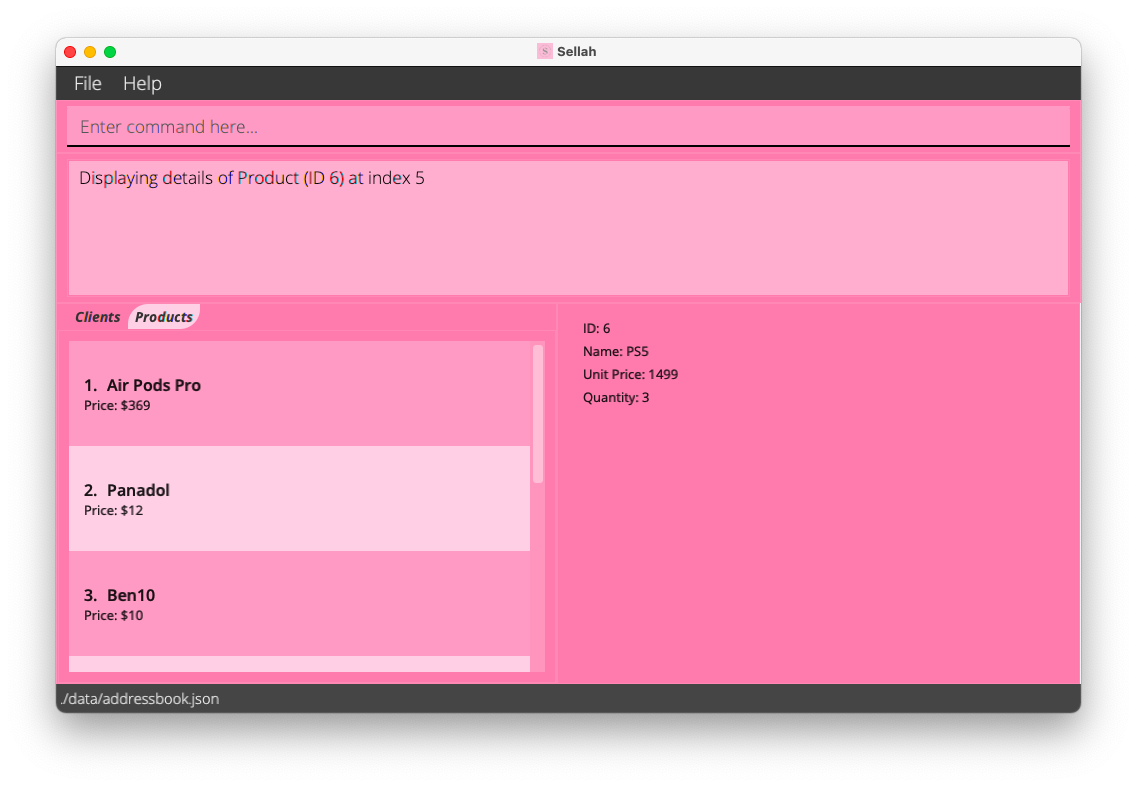 S Sellah
File Help
Enter command here...
Displaying details of Product (ID 6) at index 5
Clients Products
1. Air Pods Pro
Price: $369
2. Panadol
Price: $12
3. Ben10
Price: $10
ID: 6
Name: PS5
Unit Price: 1499
Quantity: 3
./data/addressbook.json